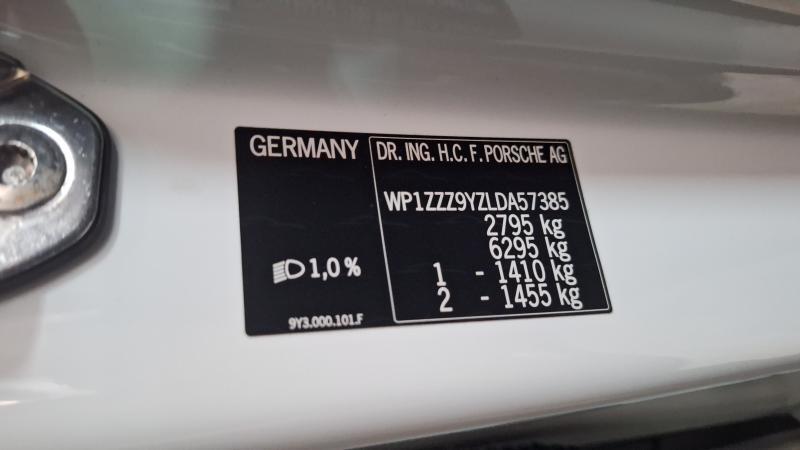 GERMANY
DR. ING. H.C. F. PORSCHE AG
WP1ZZZ9YZLDA57385
2795 kg
6295 kg
1 - 1410 kg
2 - 1455 kg
1,0 %
9Y3.000.101.F